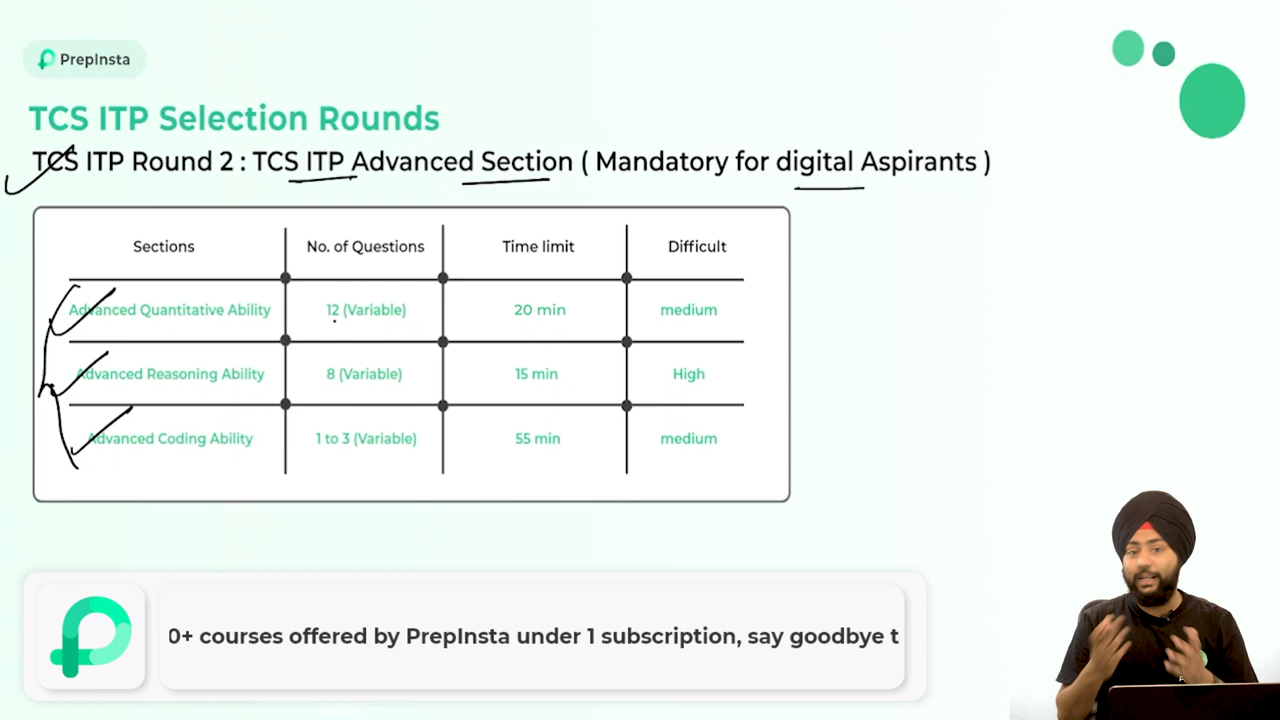 PrepInsta
TCS ITP Selection Rounds
TCS ITP Round 2 : TCS ITP Advanced Section ( Mandatory for digital Aspirants )
Sections No. of Questions Time limit Difficult
Advanced Quantitative Ability 12 (Variable) 20 min medium
Advanced Reasoning Ability 8 (Variable) 15 min High
Advanced Coding Ability 1 to 3 (Variable) 55 min medium
0+ courses offered by PrepInsta under 1 subscription, say goodbye t